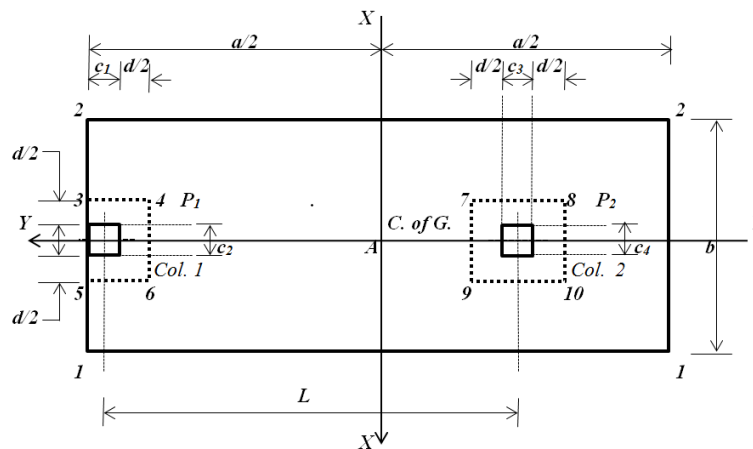 X
a/2 a/2
c1 d/2 d/2 c3 d/2
2 2
d/2
3 4 P1 7 8 P2
Y C. of G.
c2 A c4 b
Col. 1 Col. 2
5 6 9 10
d/2
1 1
L
X